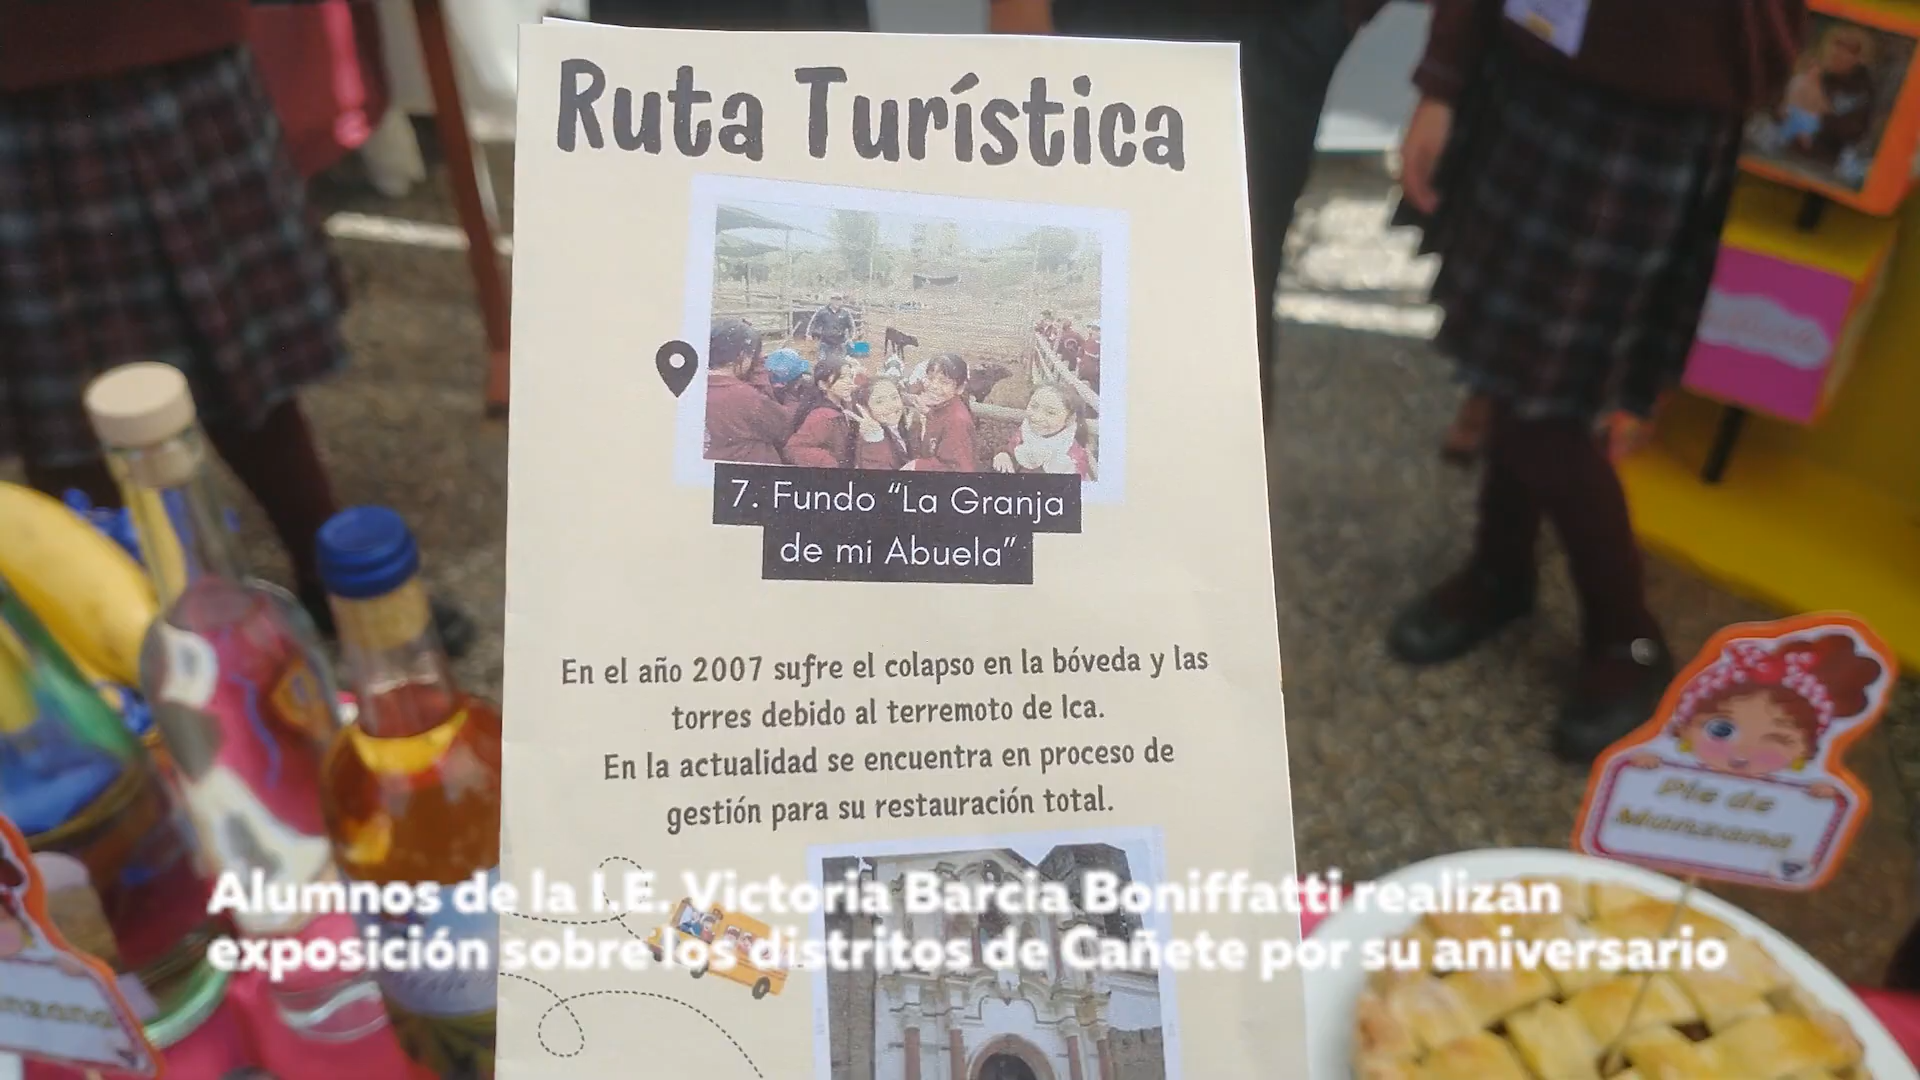 Ruta Turística
7. Fundo “La Granja
de mi Abuela”
En el año 2007 sufre el colapso en la bóveda y las
torres debido al terremoto de Ica.
En la actualidad se encuentra en proceso de
gestión para su restauración total.
Pie de
Manzana
Alumnos de la I.E. Victoria Barcia Boniffatti realizan
exposición sobre los distritos de Cañete por su aniversario